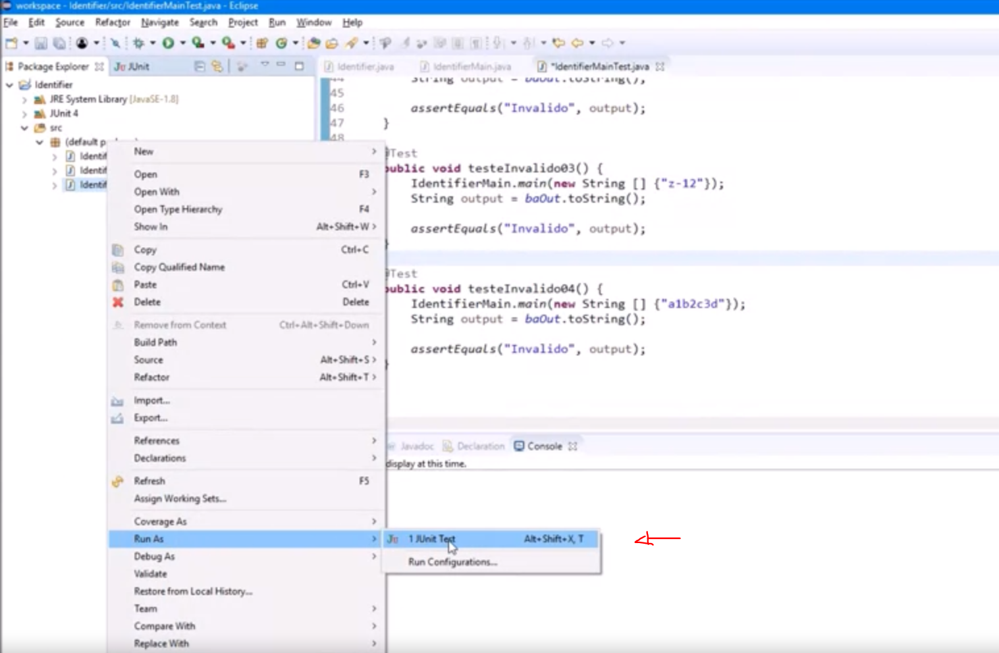 workspace - Identifier/src/IdentifierMainTest.java - Eclipse
File Edit Source Refactor Navigate Search Project Run Window Help
Package Explorer JUnit
Identifier.java IdentifierMain.java *IdentifierMainTest.java
Identifier
JRE System Library [JavaSE-1.8]
JUnit 4
src
(default p
Identif
Identif
Identif
44 String output = baOut.toString();
45
46 assertEquals("Invalido", output);
47 }
48
@Test
public void testeInvalido03() {
IdentifierMain.main(new String [] {"z-12"});
String output = baOut.toString();
assertEquals("Invalido", output);
}
@Test
public void testeInvalido04() {
IdentifierMain.main(new String [] {"a1b2c3d"});
String output = baOut.toString();
assertEquals("Invalido", output);
}
New
Open F3
Open With
Open Type Hierarchy F4
Show In Alt+Shift+W
Copy Ctrl+C
Copy Qualified Name
Paste Ctrl+V
Delete Delete
Remove from Context Ctrl+Alt+Shift+Down
Build Path
Source Alt+Shift+S
Refactor Alt+Shift+T
Import...
Export...
References
Declarations
Refresh F5
Assign Working Sets...
Coverage As
Run As
Debug As
Validate
Restore from Local History...
Team
Compare With
Replace With
1 JUnit Test Alt+Shift+X, T
Run Configurations...
Javadoc Declaration Console
display at this time.